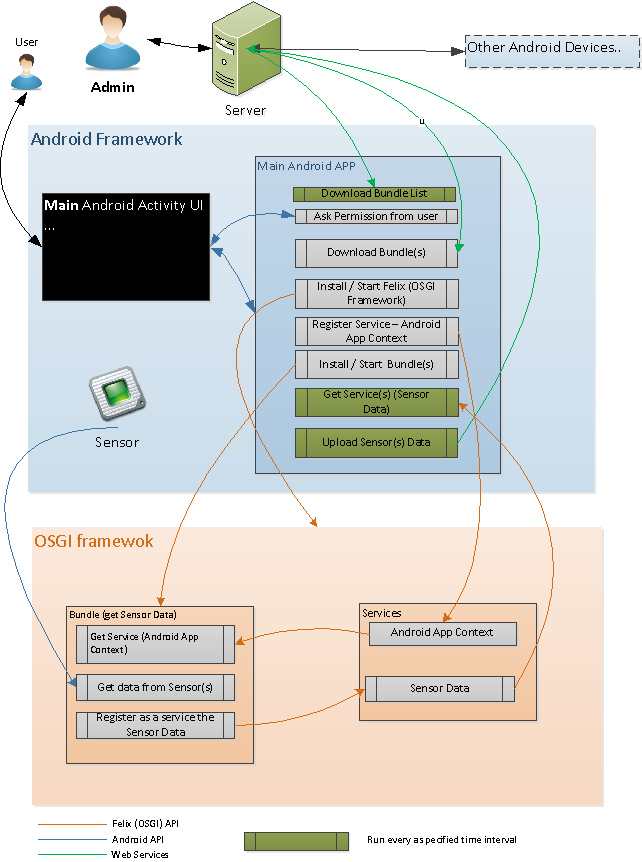 User
Admin
Server
Other Android Devices..
u
Android Framework
Main Android APP
Main Android Activity UI
...
Download Bundle List
Ask Permission from user
Download Bundle(s)
Install / Start Felix (OSGI
Framework)
Register Service – Android
App Context
Install / Start Bundle(s)
Get Service(s) (Sensor
Data)
Upload Sensor(s) Data
Sensor
OSGI framewok
Bundle (get Sensor Data)
Get Service (Android App
Context)
Get data from Sensor(s)
Register as a service the
Sensor Data
Services
Android App Context
Sensor Data
Felix (OSGI) API
Android API
Web Services
Run every a specified time interval